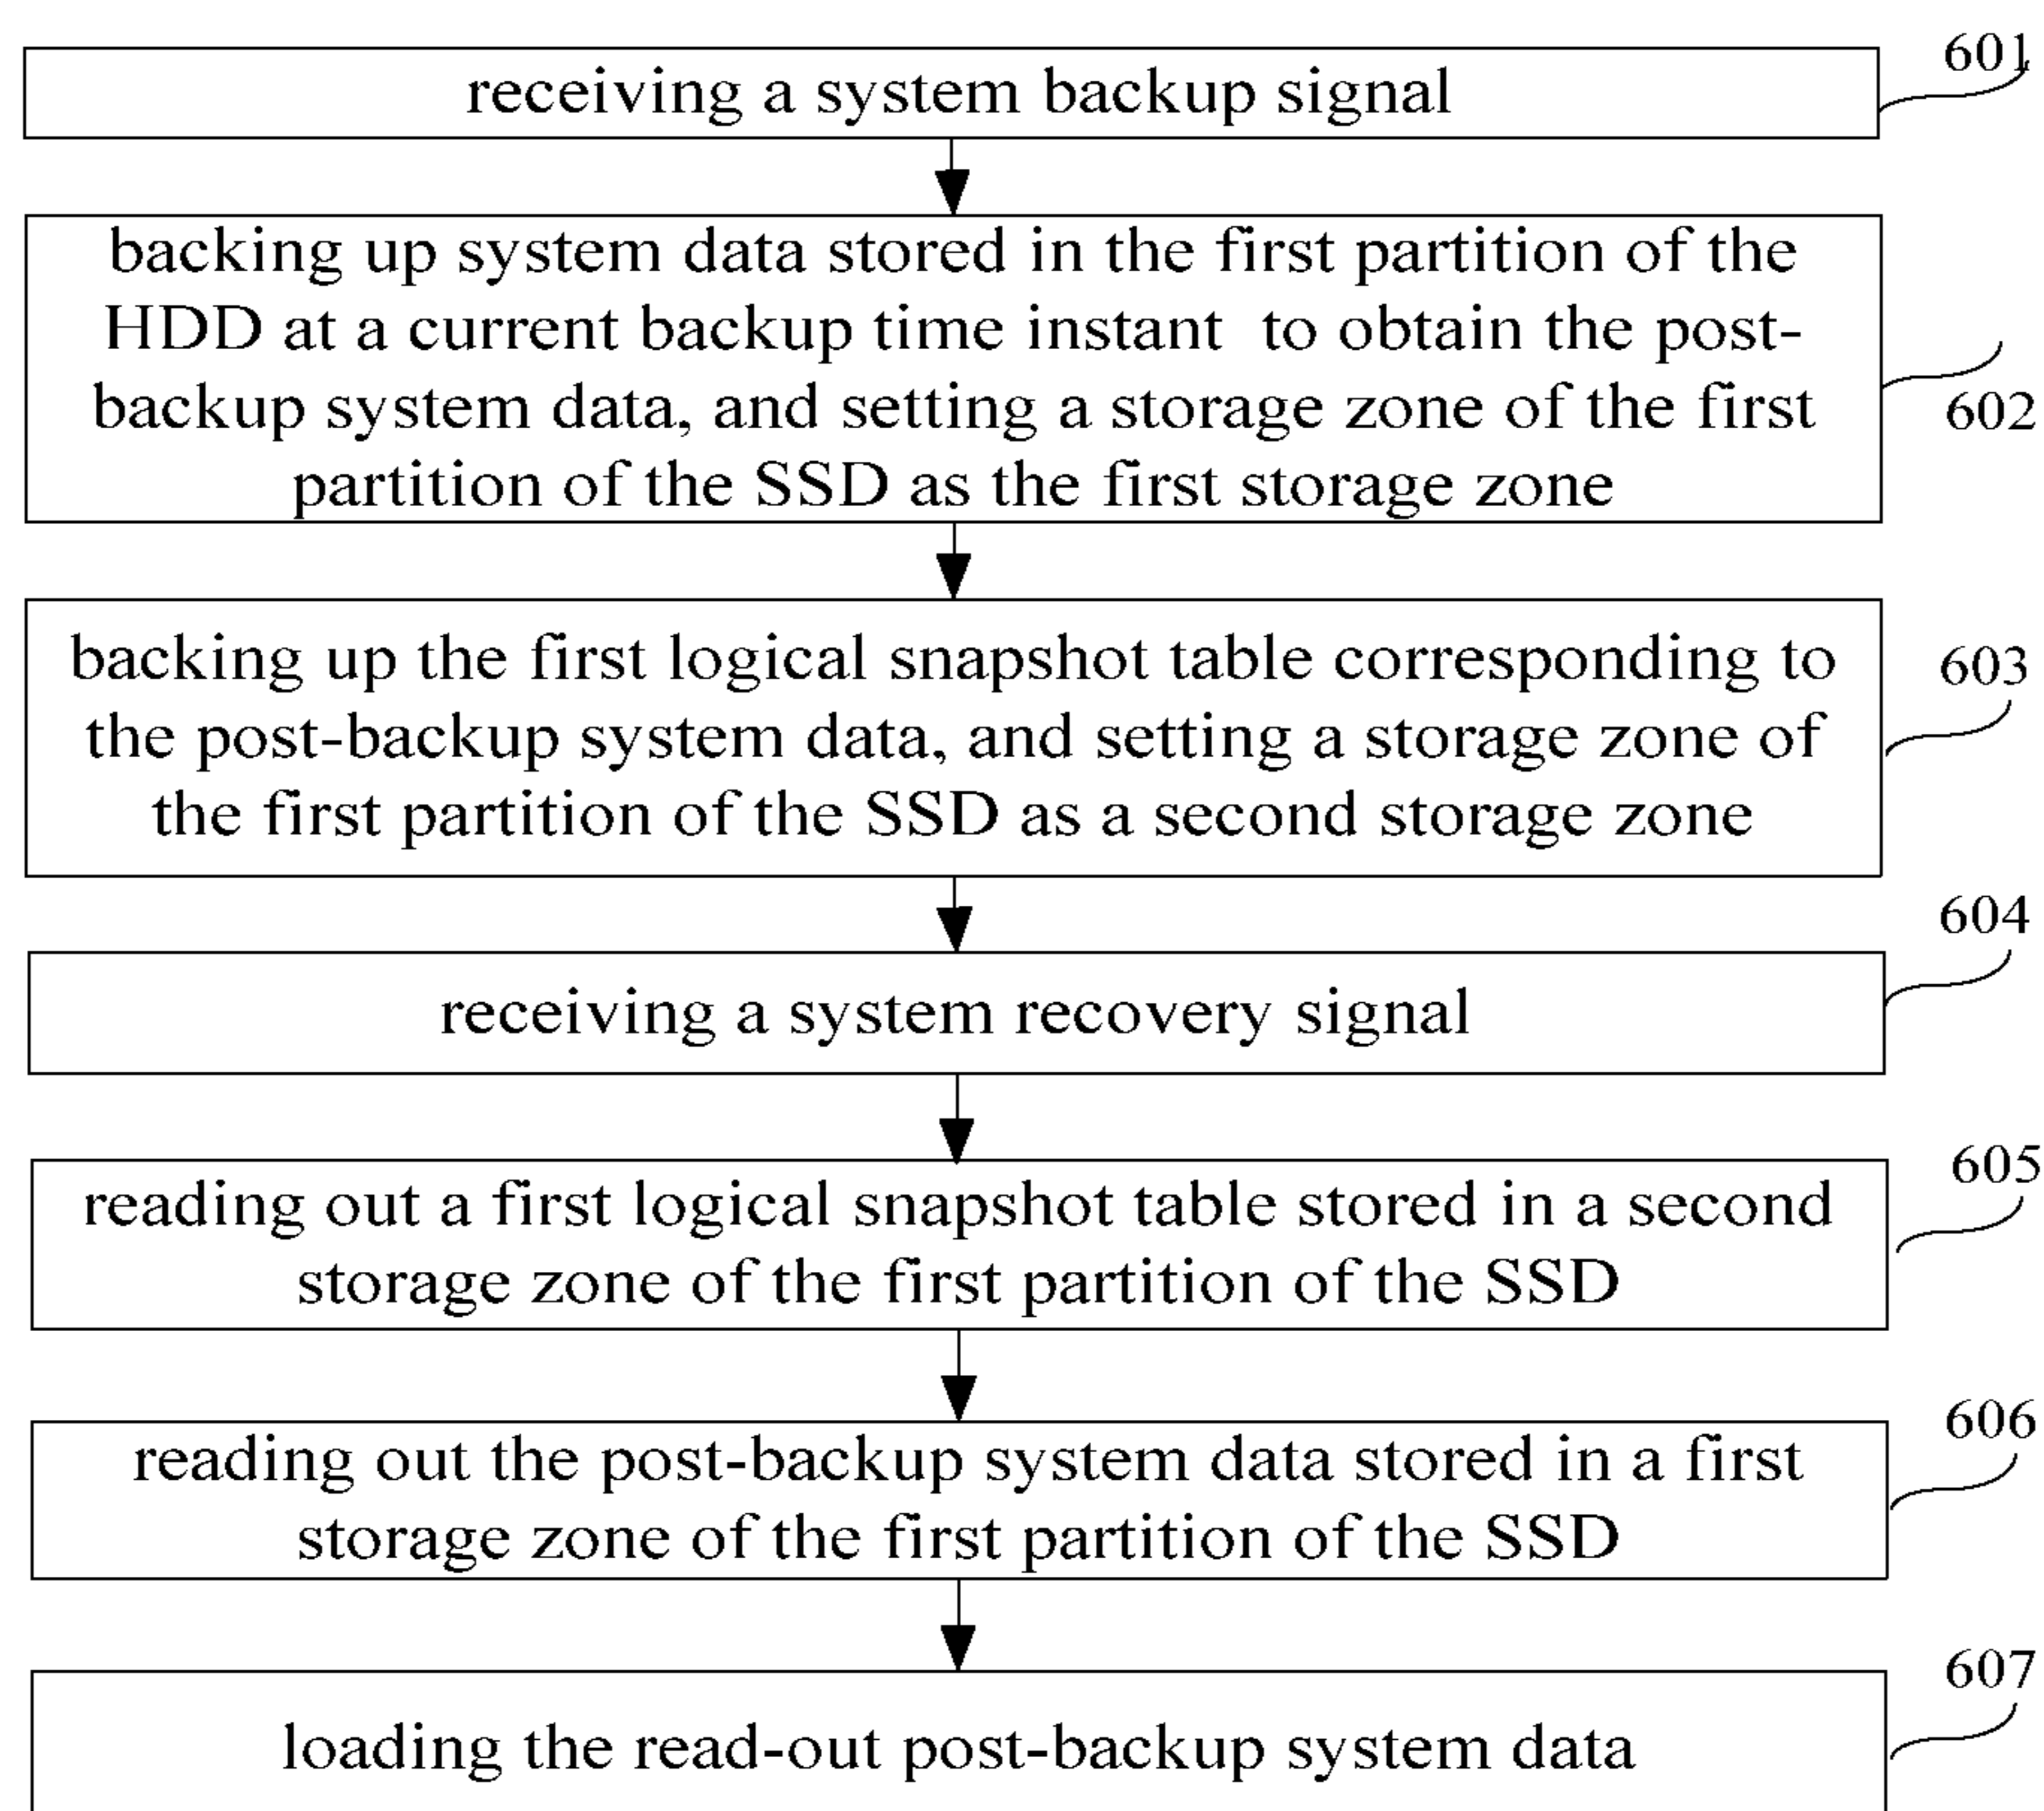 receiving a system backup signal
601
backing up system data stored in the first partition of the
HDD at a current backup time instant to obtain the post-
backup system data, and setting a storage zone of the first
partition of the SSD as the first storage zone
602
backing up the first logical snapshot table corresponding to
the post-backup system data, and setting a storage zone of
the first partition of the SSD as a second storage zone
603
receiving a system recovery signal
604
reading out a first logical snapshot table stored in a second
storage zone of the first partition of the SSD
605
reading out the post-backup system data stored in a first
storage zone of the first partition of the SSD
606
loading the read-out post-backup system data
607